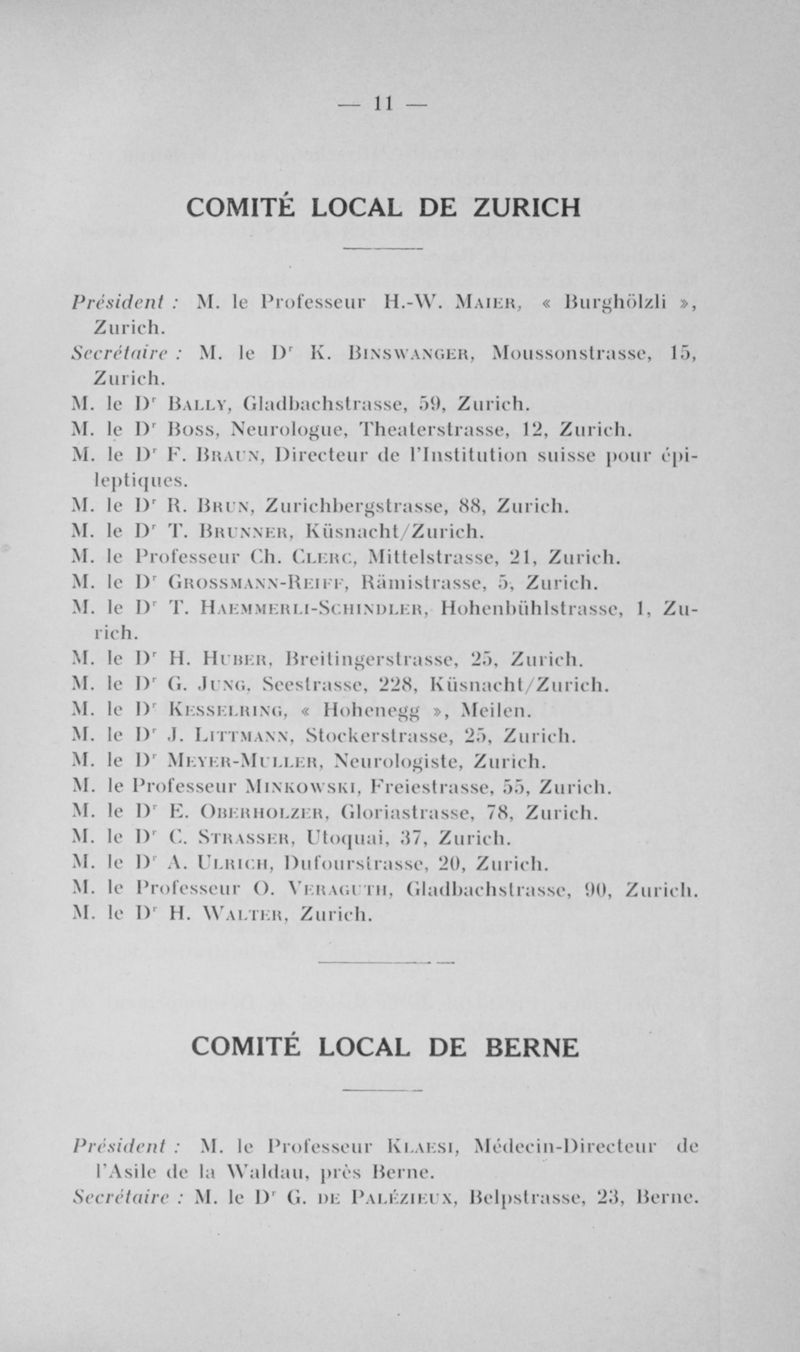 — 11 —
COMITÉ LOCAL DE ZURICH
Président : M. le Professeur H.-W. MAIER, « Burghölzli »,
Zurich.
Secrétaire : M. le Dr K. BINSWANGER, Moussonstrasse, 15,
Zurich.
M. le Dr BALLY, Gladbachstrasse, 59, Zurich.
M. le Dr BOSS, Neurologue, Theaterstrasse, 12, Zurich.
M. le Dr F. BRAUN, Directeur de l'Institution suisse pour épi-
leptiques.
M. le Dr R. BRUN, Zurichbergstrasse, 88, Zurich.
M. le Dr T. BRUNNER, Küsnacht/Zurich.
M. le Professeur Ch. CLERC, Mittelstrasse, 21, Zurich.
M. le Dr GROSSMANN-REIFF, Rämistrasse, 5, Zurich.
M. le Dr T. HAEMMERLI-SCHINDLER, Hohenbühlstrasse, 1, Zu-
rich.
M. le Dr H. HUBER, Breitingerstrasse, 25, Zurich.
M. le Dr G. JUNG, Seestrasse, 228, Küsnacht/Zurich.
M. le Dr KESSELRING, « Hohenegg », Meilen.
M. le Dr J. LITTMANN, Stockerstrasse, 25, Zurich.
M. le Dr MEYER-MULLER, Neurologiste, Zurich.
M. le Professeur MINKOWSKI, Freiestrasse, 55, Zurich.
M. le Dr E. OBERHOLZER, Gloriastrasse, 78, Zurich.
M. le Dr C. STRASSER, Utoquai, 37, Zurich.
M. le Dr A. ULRICH, Dufourstrasse, 20, Zurich.
M. le Professeur O. VERAGUTH, Gladbachstrasse, 90, Zurich.
M. le Dr H. WALTER, Zurich.
COMITÉ LOCAL DE BERNE
Président : M. le Professeur KLAESI, Médecin-Directeur de
l'Asile de la Waldau, près Berne.
Secrétaire : M. le Dr G. DE PALÉZIEUX, Belpstrasse, 23, Berne.